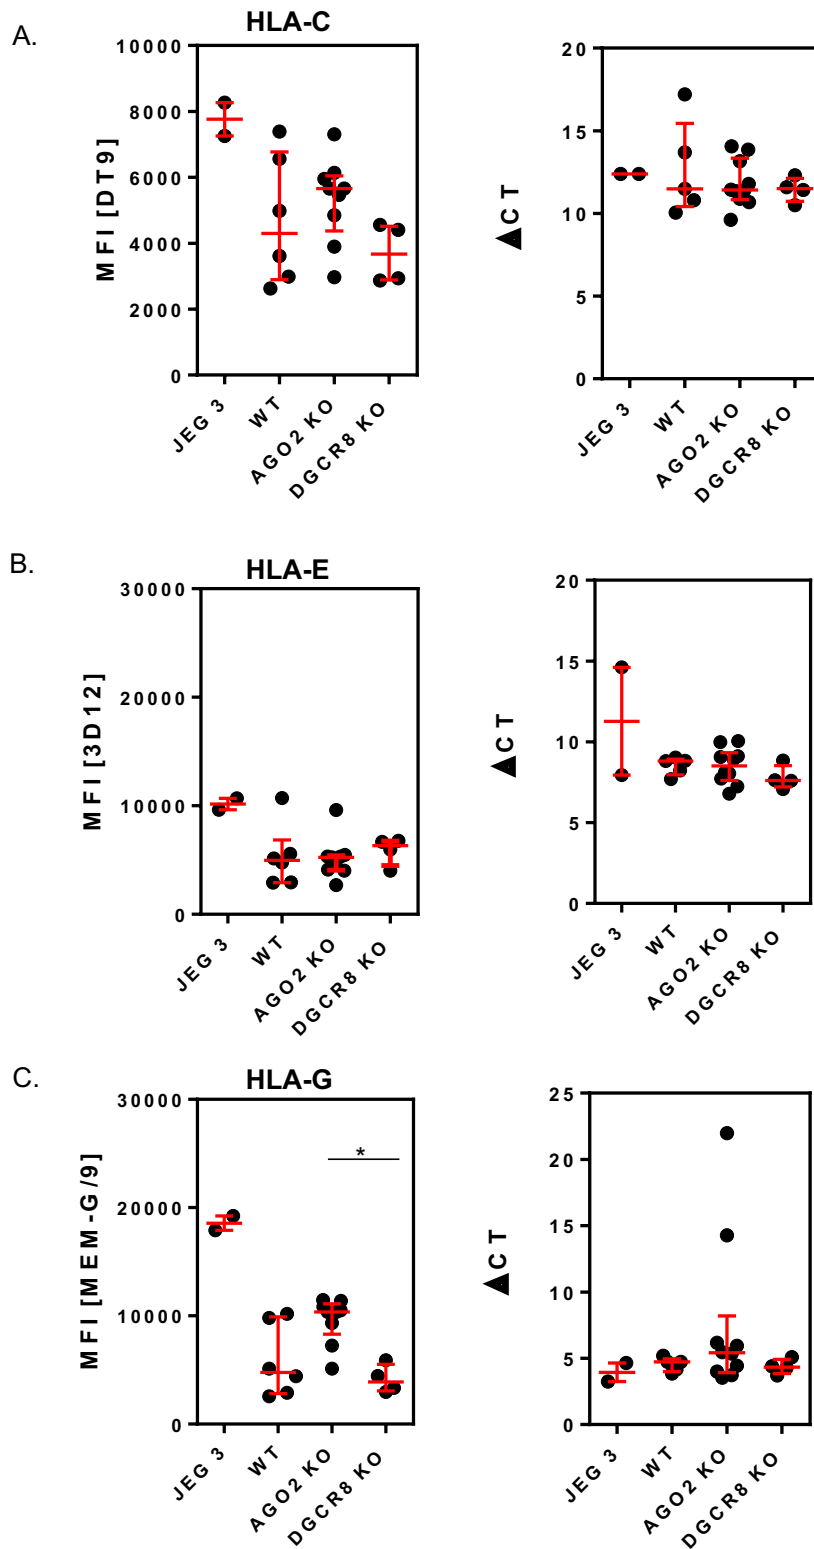 A.
HLA-C
MFI [DT9]
10000
8000
6000
4000
2000
0
JEG 3
WT
AGO2 KO
DGCR8 KO
ΔCT
20
15
10
5
0
JEG 3
WT
AGO2 KO
DGCR8 KO
B.
HLA-E
MFI [3D12]
30000
20000
10000
0
JEG 3
WT
AGO2 KO
DGCR8 KO
ΔCT
20
15
10
5
0
JEG 3
WT
AGO2 KO
DGCR8 KO
C.
HLA-G
MFI [MEM-G/9]
30000
20000
10000
0
*
JEG 3
WT
AGO2 KO
DGCR8 KO
ΔCT
25
20
15
10
5
0
JEG 3
WT
AGO2 KO
DGCR8 KO